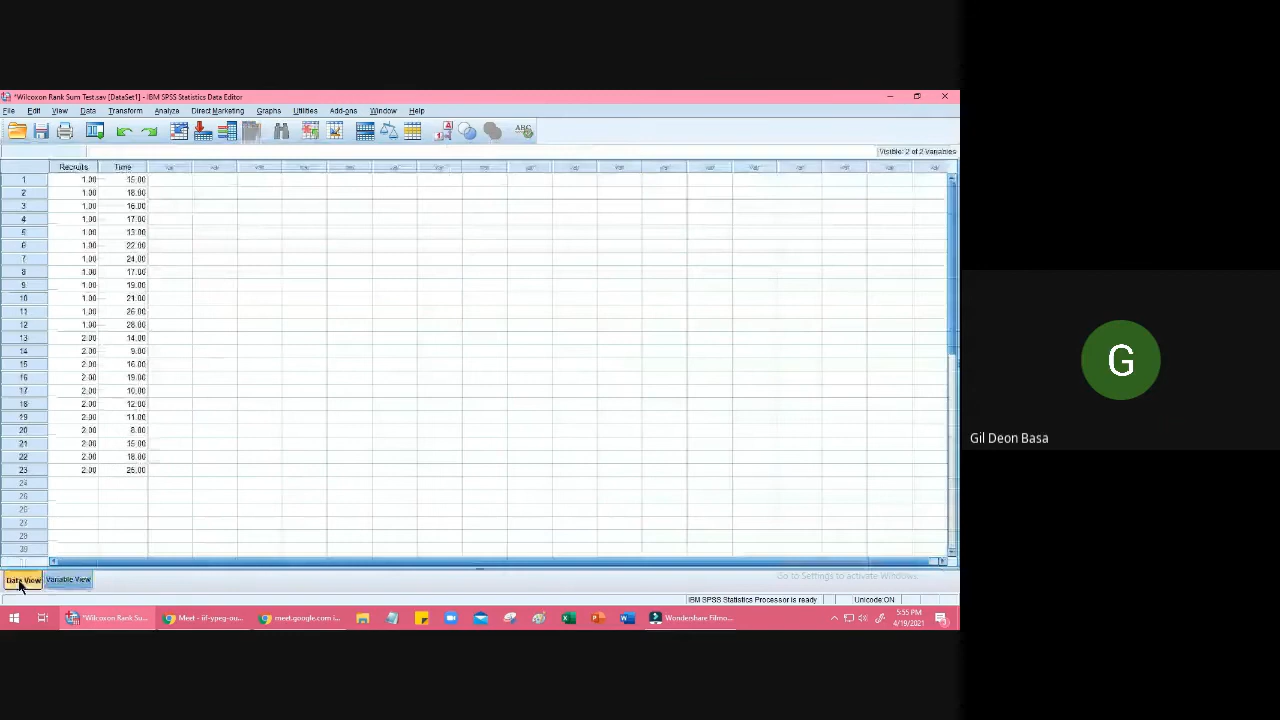 *Wilcoxon Rank Sum Test.sav [DataSet1] - IBM SPSS Statistics Data Editor
File Edit View Data Transform Analyze Direct Marketing Graphs Utilities Add-ons Window Help
Visible: 2 of 2 Variables
Recruits Time
1 1.00 15.00
2 1.00 18.00
3 1.00 16.00
4 1.00 17.00
5 1.00 13.00
6 1.00 22.00
7 1.00 24.00
8 1.00 17.00
9 1.00 19.00
10 1.00 21.00
11 1.00 26.00
12 1.00 28.00
13 2.00 14.00
14 2.00 9.00
15 2.00 16.00
16 2.00 19.00
17 2.00 10.00
18 2.00 12.00
19 2.00 11.00
20 2.00 8.00
21 2.00 15.00
22 2.00 18.00
23 2.00 25.00
24
25
26
27
28
30
Data View Variable View
Go to Settings to activate Windows.
IBM SPSS Statistics Processor is ready Unicode:ON
*Wilcoxon Rank Su... Meet - iif-ypeg-ou... meet.google.com i... Wondershare Filmo... 5:55 PM
4/19/2021
G
Gil Deon Basa